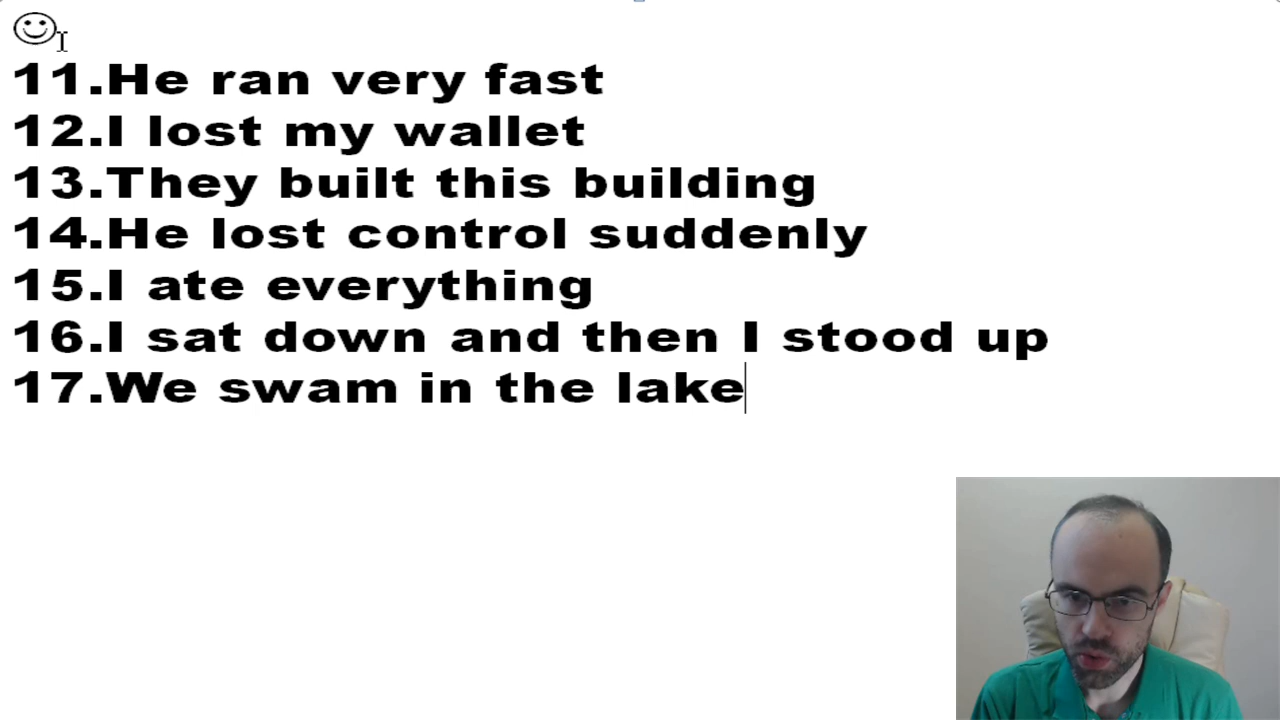 11.He ran very fast
12.I lost my wallet
13.They built this building
14.He lost control suddenly
15.I ate everything
16.I sat down and then I stood up
17.We swam in the lake